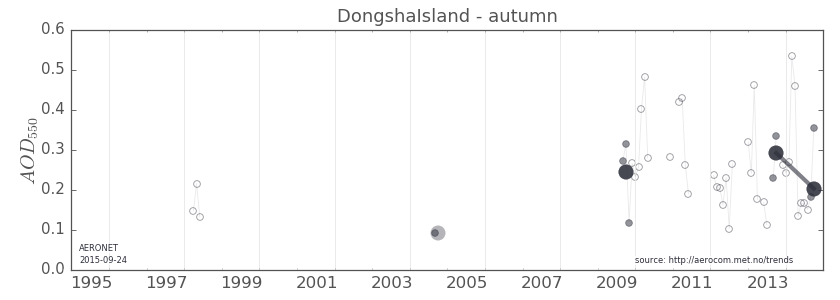 DongshaIsland - autumn
0.6
0.5
0.4
0.3
0.2
0.1
0.0
AOD550
AERONET
2015-09-24
source: http://aerocom.met.no/trends
1995 1997 1999 2001 2003 2005 2007 2009 2011 2013